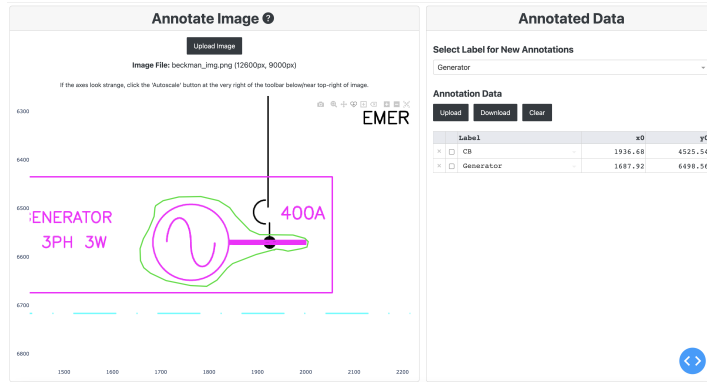 Annotate Image ?
Upload Image
Image File: beckman_img.png (12600px, 9000px)
If the axes look strange, click the 'Autoscale' button at the very right of the toolbar below/near top-right of image.
EMER
6300
6400
6500
6600
6700
6800
ENERATOR
3PH 3W
400A
1500
1600
1700
1800
1900
2000
2100
2200
Annotated Data
Select Label for New Annotations
Generator
Annotation Data
Upload Download Clear
Label x0 y0
× CB 1936.68 4525.54
× Generator 1687.92 6498.56